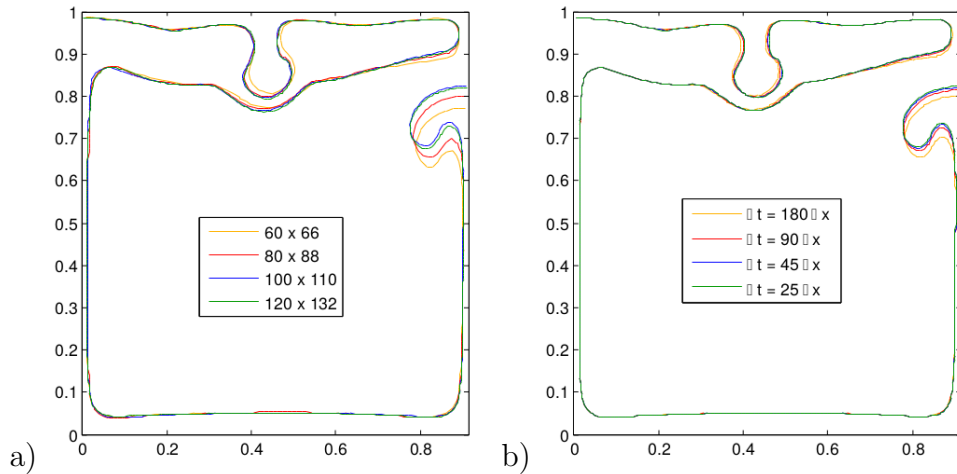 1
0.9
0.8
0.7
0.6
0.5
0.4
0.3
0.2
0.1
0
0 0.2 0.4 0.6 0.8
60 x 66
80 x 88
100 x 110
120 x 132
a)
1
0.9
0.8
0.7
0.6
0.5
0.4
0.3
0.2
0.1
0
0 0.2 0.4 0.6 0.8
▯ t = 180 ▯ x
▯ t = 90 ▯ x
▯ t = 45 ▯ x
▯ t = 25 ▯ x
b)